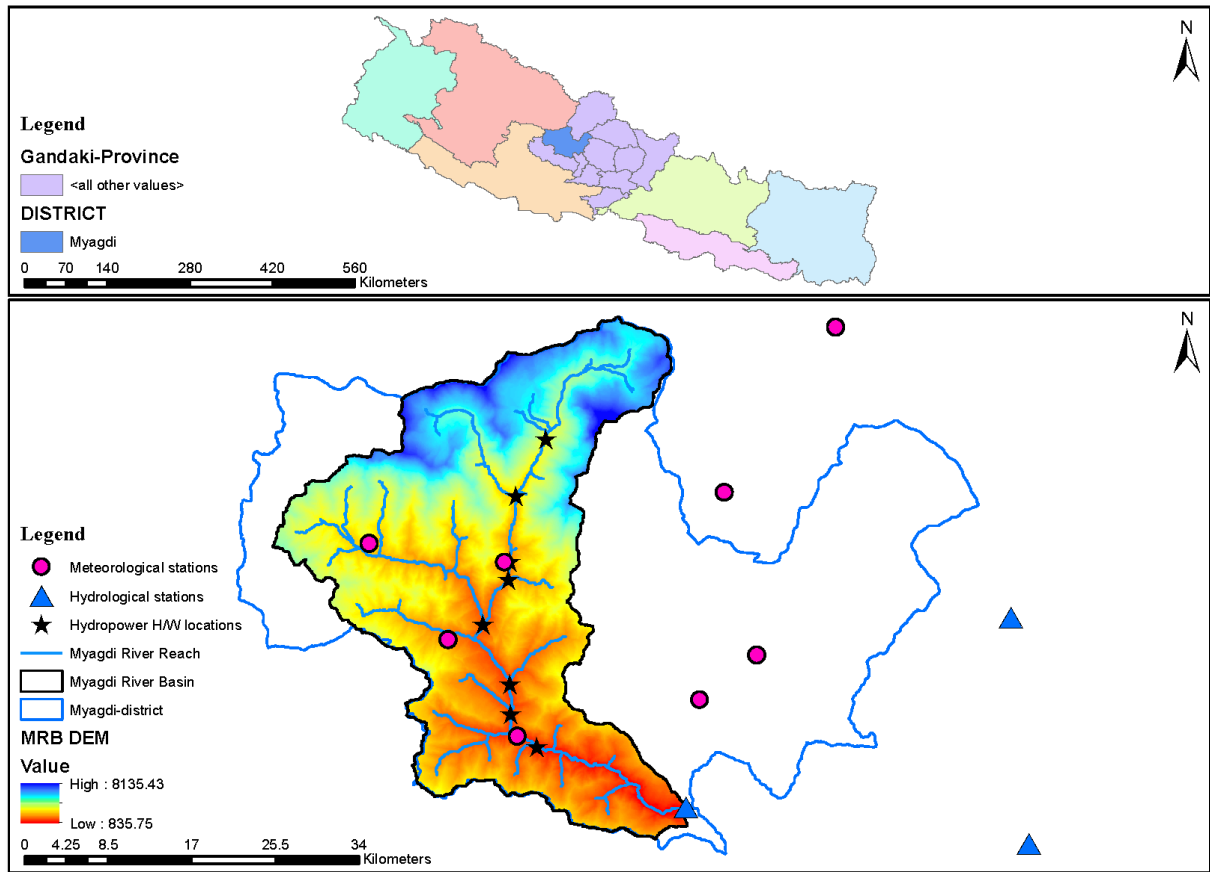 N
Legend
Gandaki-Province
<all other values>
DISTRICT
Myagdi
0 70 140 280 420 560
Kilometers
N
Legend
Meteorological stations
Hydrological stations
Hydropower H/W locations
Myagdi River Reach
Myagdi River Basin
Myagdi-district
MRB DEM
Value
High : 8135.43
Low : 835.75
0 4.25 8.5 17 25.5 34
Kilometers